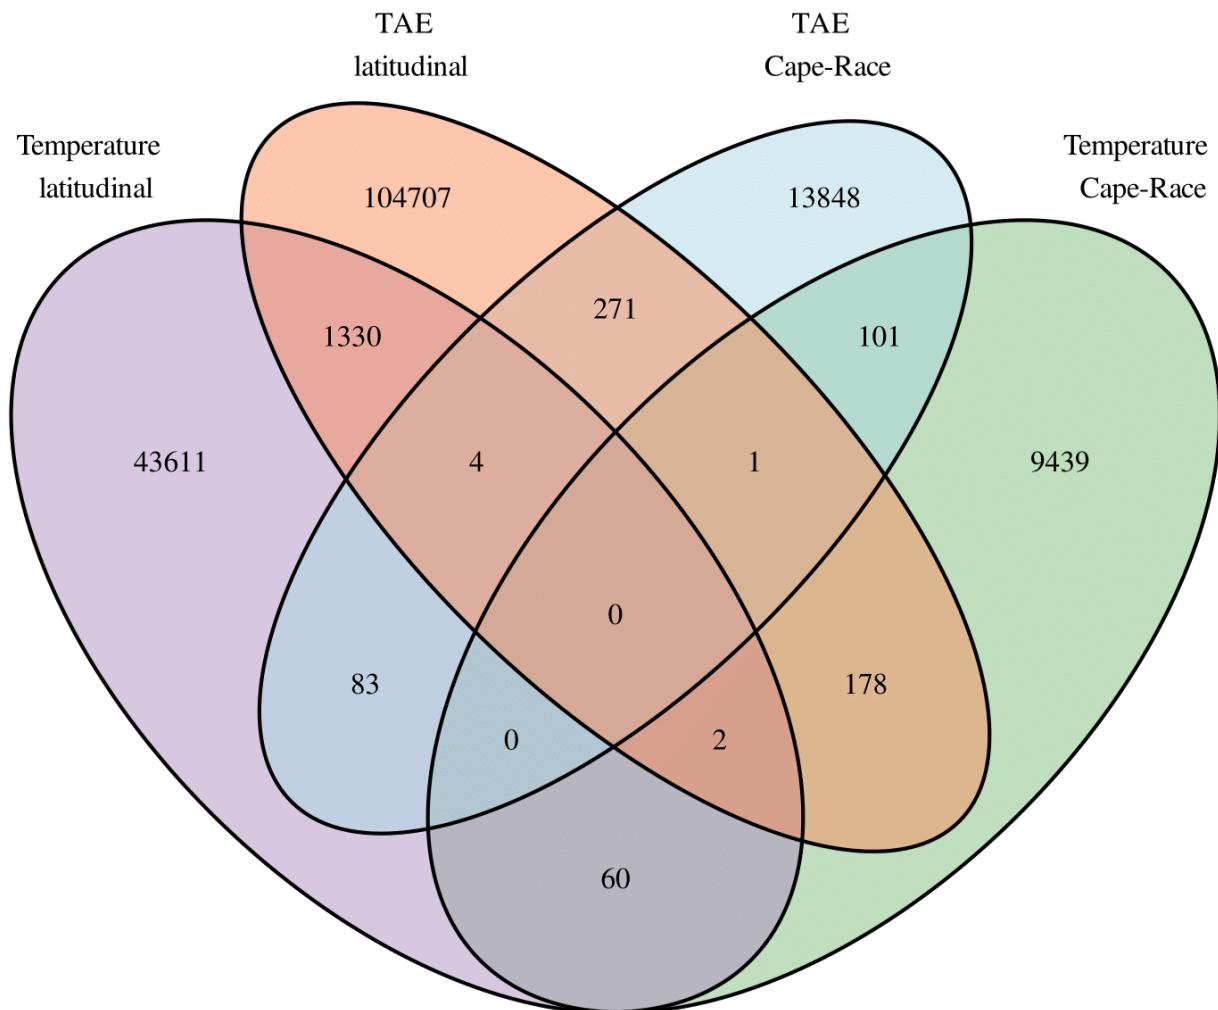 TAE
latitudinal
TAE
Cape-Race
Temperature
latitudinal
Temperature
Cape-Race
104707
13848
271
1330
101
43611
4
1
9439
0
83
178
0
2
60